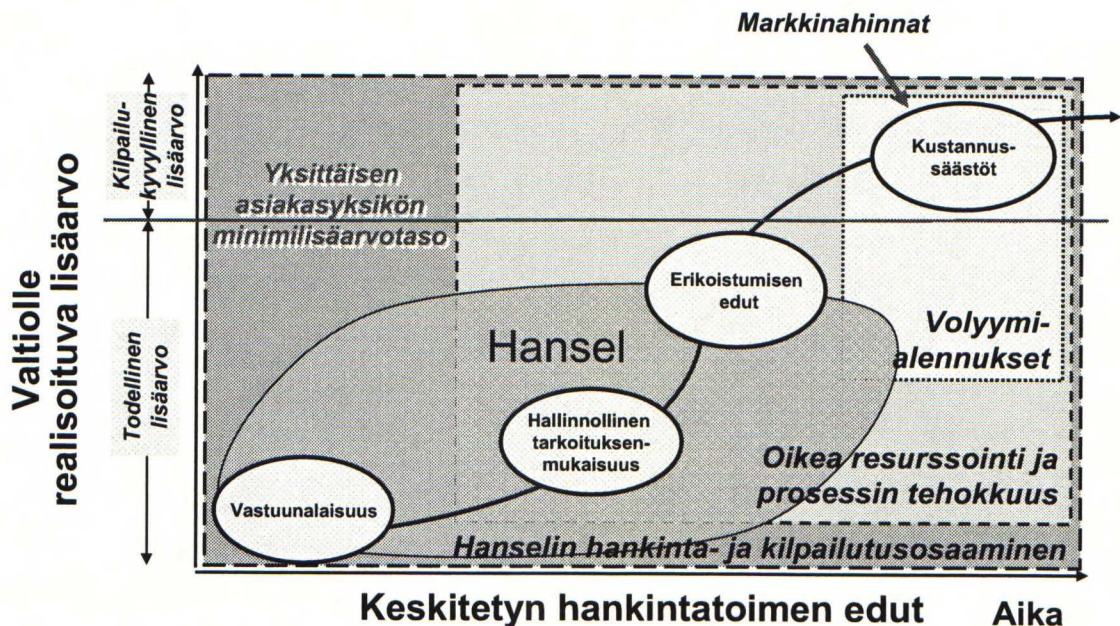 Markkinahinnat
Kilpailu-
kyvyllinen
lisäarvo
Kustannus-
säästöt
Yksittäisen
asiakasyksikön
minimilisäarvotaso
Valtiolle
realisoituva lisäarvo
Erikoistumisen
edut
Volyymi-
alennukset
Hansel
Todellinen
lisäarvo
Hallinnollinen
tarkoituksen-
mukaisuus
Oikea resurssointi ja
prosessin tehokkuus
Vastuunalaisuus
Hanselin hankinta- ja kilpailutusosaaminen
Keskitetyn hankintatoimen edut
Aika